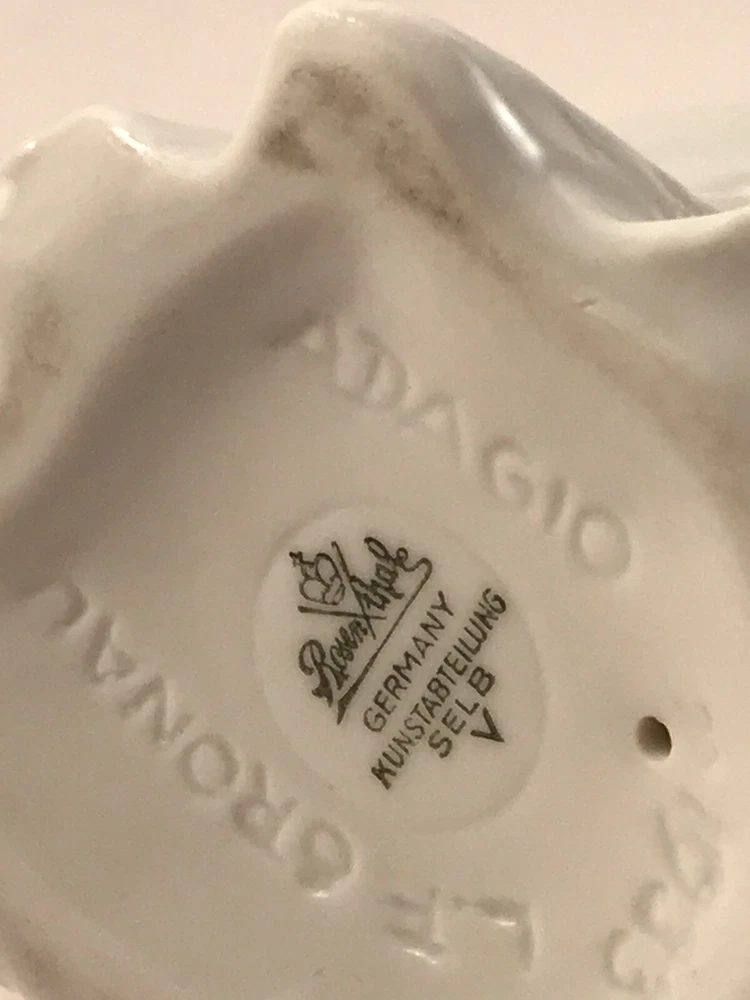 ADAGIO
Rosenthal
GERMANY
KUNSTABTEILUNG
SELB
V
GRONAU